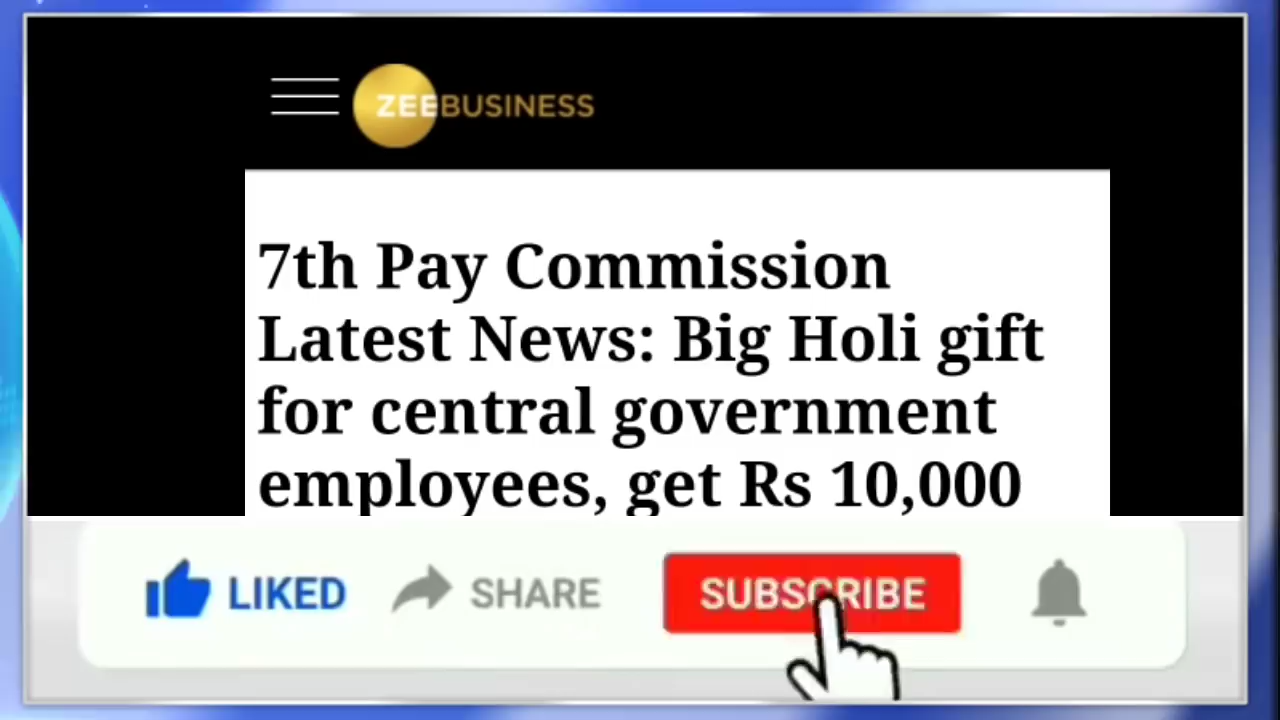 ZEEBUSINESS
7th Pay Commission
Latest News: Big Holi gift
for central government
employees, get Rs 10,000
LIKED SHARE SUBSCRIBE